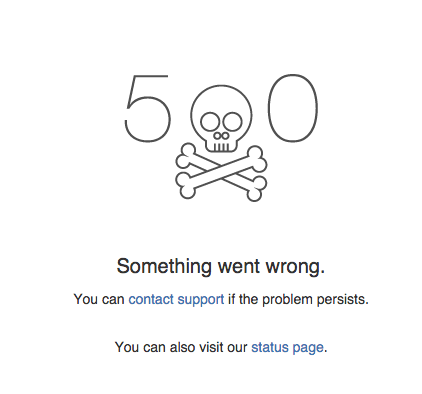 5 0
Something went wrong.
You can contact support if the problem persists.
You can also visit our status page.